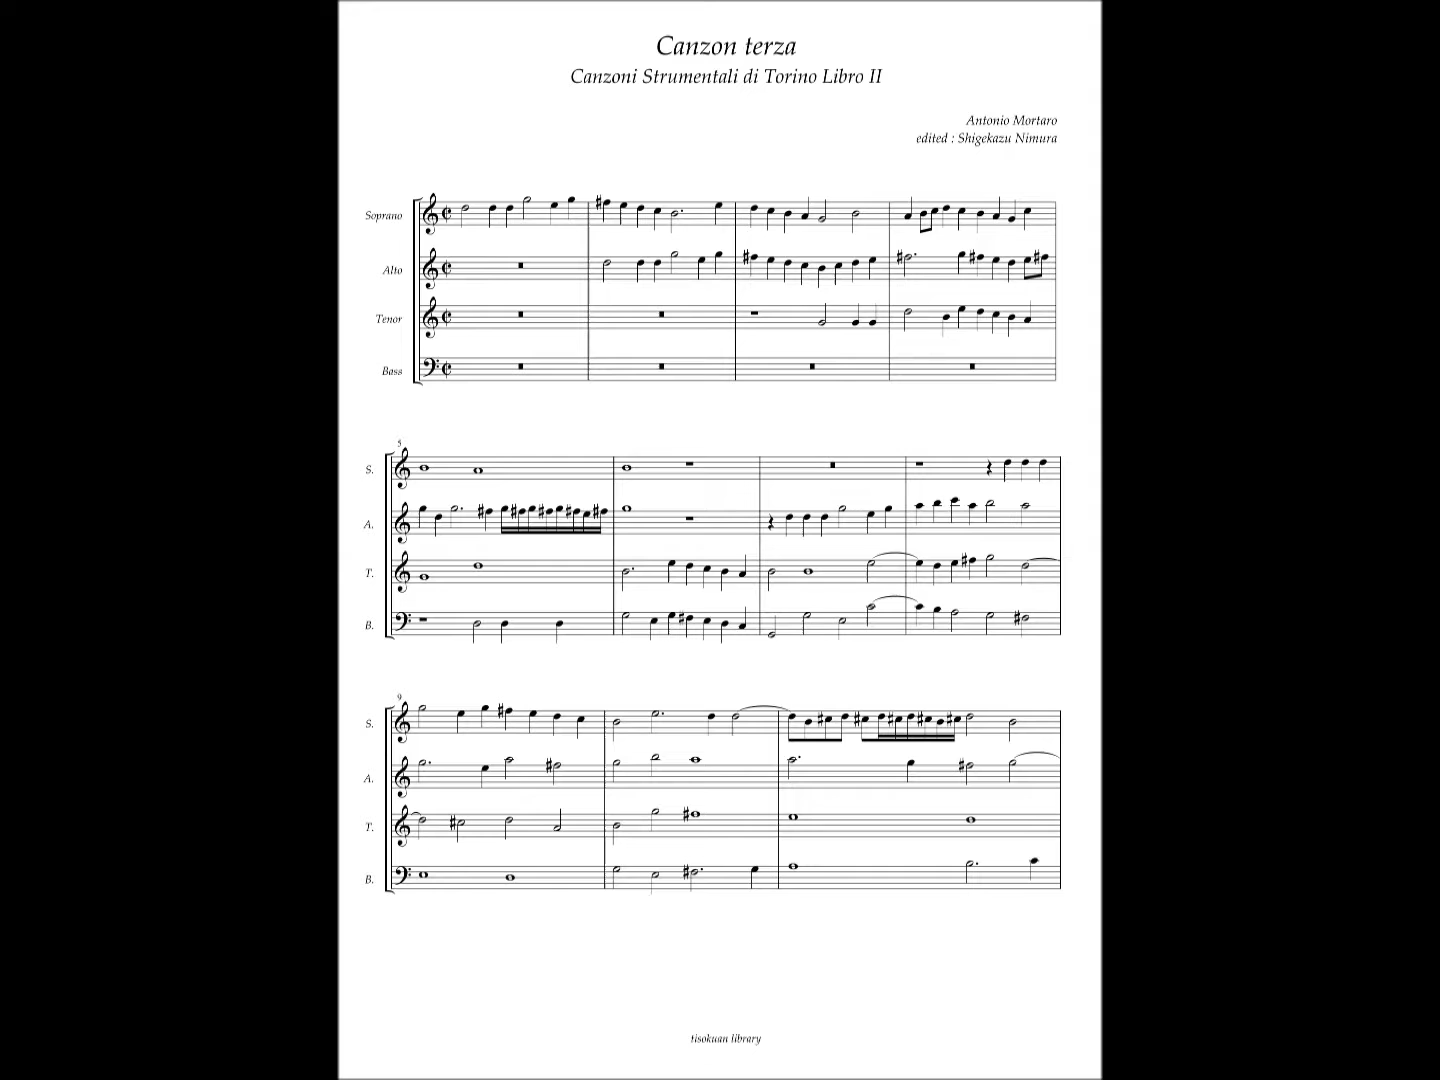 Canzon terza
Canzoni Strumentali di Torino Libro II
Antonio Mortaro
edited : Shigekazu Nimura
Soprano
Alto
Tenor
Bass
5
S.
A.
T.
B.
9
S.
A.
T.
B.
tisokuan library